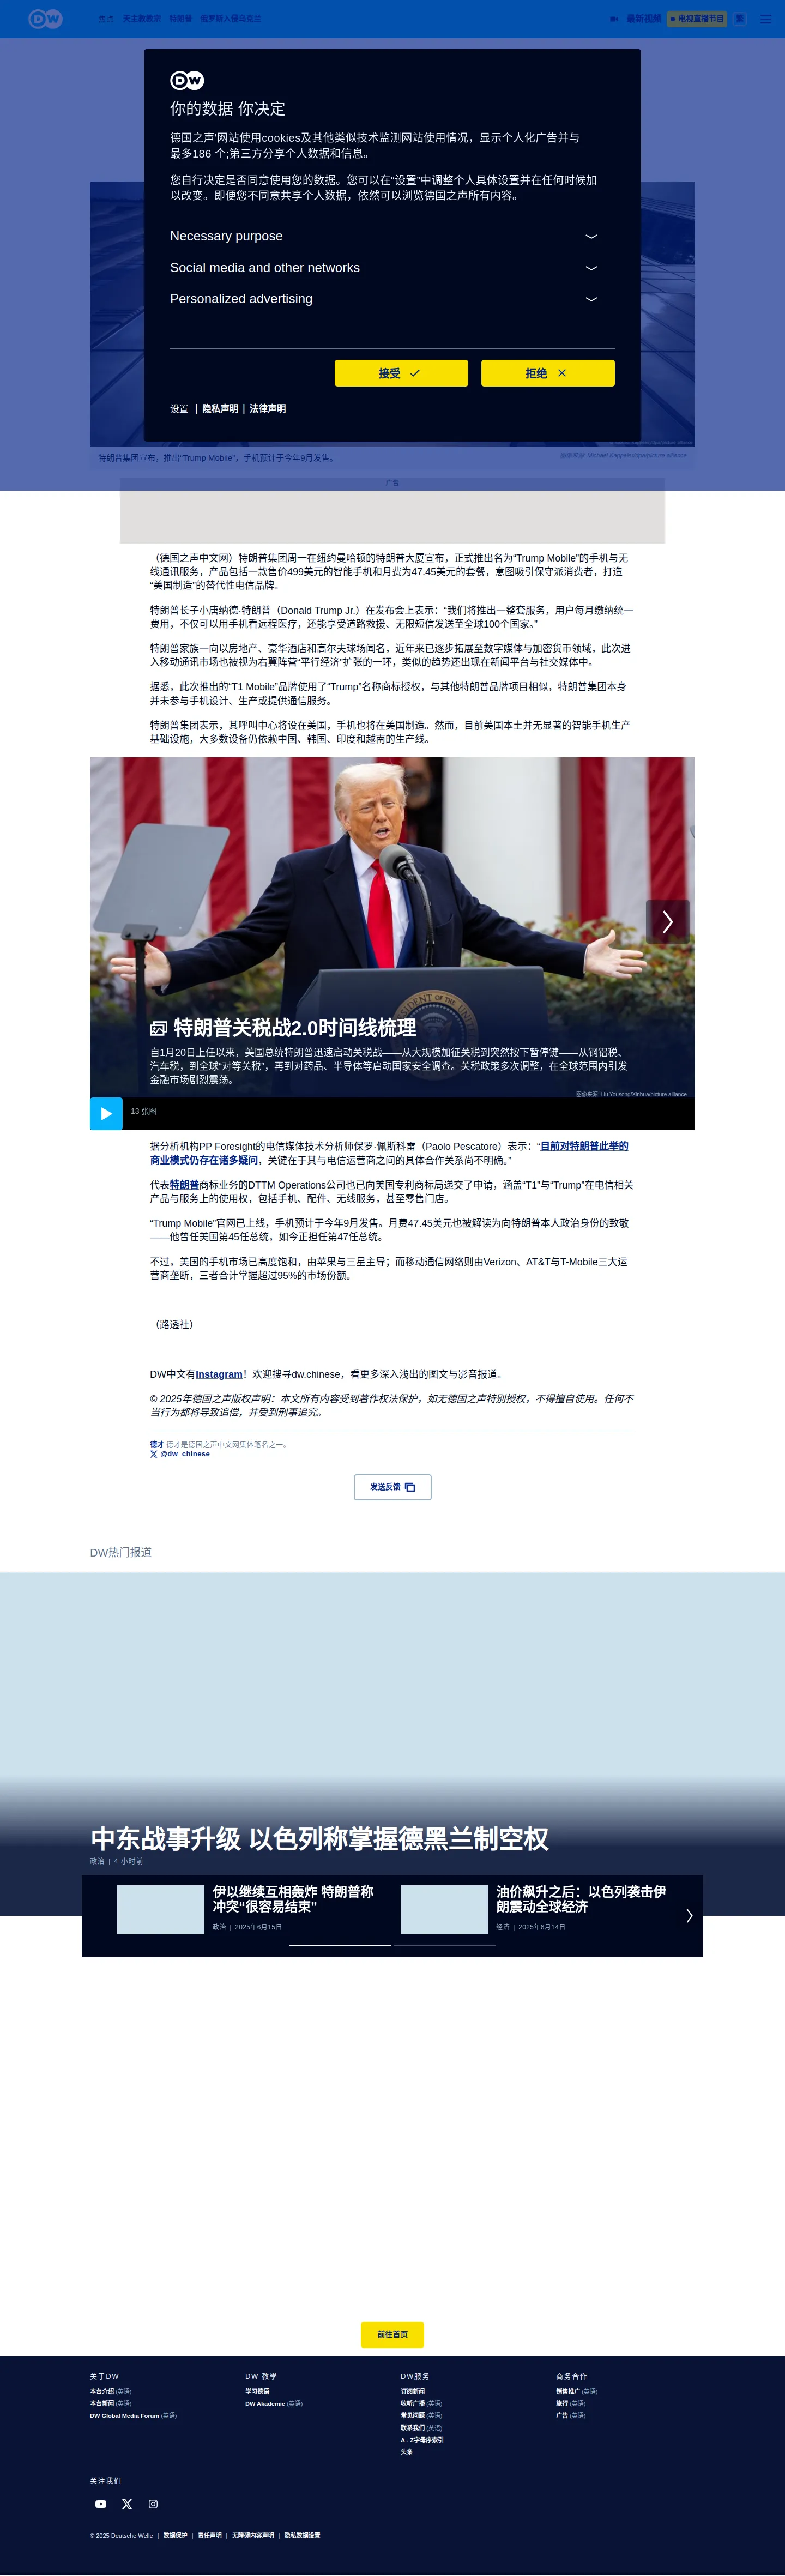 DW
焦点 天主教教宗 特朗普 俄罗斯入侵乌克兰
最新视频 电视直播节目 繁
DW
你的数据 你决定
德国之声'网站使用cookies及其他类似技术监测网站使用情况，显示个人化广告并与
最多186 个;第三方分享个人数据和信息。
您自行决定是否同意使用您的数据。您可以在“设置”中调整个人具体设置并在任何时候加
以改变。即便您不同意共享个人数据，依然可以浏览德国之声所有内容。
Necessary purpose
Social media and other networks
Personalized advertising
接受
拒绝
设置 | 隐私声明 | 法律声明
特朗普集团宣布，推出“Trump Mobile”，手机预计于今年9月发售。
图像来源: Michael Kappeler/dpa/picture alliance
广告
（德国之声中文网）特朗普集团周一在纽约曼哈顿的特朗普大厦宣布，正式推出名为“Trump Mobile”的手机与无
线通讯服务，产品包括一款售价499美元的智能手机和月费为47.45美元的套餐，意图吸引保守派消费者，打造
“美国制造”的替代性电信品牌。
特朗普长子小唐纳德·特朗普（Donald Trump Jr.）在发布会上表示：“我们将推出一整套服务，用户每月缴纳统一
费用，不仅可以用手机看远程医疗，还能享受道路救援、无限短信发送至全球100个国家。”
特朗普家族一向以房地产、豪华酒店和高尔夫球场闻名，近年来已逐步拓展至数字媒体与加密货币领域，此次进
入移动通讯市场也被视为右翼阵营“平行经济”扩张的一环，类似的趋势还出现在新闻平台与社交媒体中。
据悉，此次推出的“T1 Mobile”品牌使用了“Trump”名称商标授权，与其他特朗普品牌项目相似，特朗普集团本身
并未参与手机设计、生产或提供通信服务。
特朗普集团表示，其呼叫中心将设在美国，手机也将在美国制造。然而，目前美国本土并无显著的智能手机生产
基础设施，大多数设备仍依赖中国、韩国、印度和越南的生产线。
特朗普关税战2.0时间线梳理
自1月20日上任以来，美国总统特朗普迅速启动关税战——从大规模加征关税到突然按下暂停键——从钢铝税、
汽车税，到全球“对等关税”，再到对药品、半导体等启动国家安全调查。关税政策多次调整，在全球范围内引发
金融市场剧烈震荡。
图像来源: Hu Yousong/Xinhua/picture alliance
13 张图
据分析机构PP Foresight的电信媒体技术分析师保罗·佩斯科雷（Paolo Pescatore）表示：“目前对特朗普此举的
商业模式仍存在诸多疑问，关键在于其与电信运营商之间的具体合作关系尚不明确。”
代表特朗普商标业务的DTTM Operations公司也已向美国专利商标局递交了申请，涵盖“T1”与“Trump”在电信相关
产品与服务上的使用权，包括手机、配件、无线服务，甚至零售门店。
“Trump Mobile”官网已上线，手机预计于今年9月发售。月费47.45美元也被解读为向特朗普本人政治身份的致敬
——他曾任美国第45任总统，如今正担任第47任总统。
不过，美国的手机市场已高度饱和，由苹果与三星主导；而移动通信网络则由Verizon、AT&T与T-Mobile三大运
营商垄断，三者合计掌握超过95%的市场份额。
（路透社）
DW中文有Instagram！欢迎搜寻dw.chinese，看更多深入浅出的图文与影音报道。
© 2025年德国之声版权声明：本文所有内容受到著作权法保护，如无德国之声特别授权，不得擅自使用。任何不
当行为都将导致追偿，并受到刑事追究。
德才 德才是德国之声中文网集体笔名之一。
@dw_chinese
发送反馈
DW热门报道
中东战事升级 以色列称掌握德黑兰制空权
政治 | 4 小时前
伊以继续互相轰炸 特朗普称
冲突“很容易结束”
政治 | 2025年6月15日
油价飙升之后：以色列袭击伊
朗震动全球经济
经济 | 2025年6月14日
前往首页
关于DW
本台介绍 (英语)
本台新闻 (英语)
DW Global Media Forum (英语)
DW 教學
学习德语
DW Akademie (英语)
DW服务
订阅新闻
收听广播 (英语)
常见问题 (英语)
联系我们 (英语)
A - Z字母序索引
头条
商务合作
销售推广 (英语)
旅行 (英语)
广告 (英语)
关注我们
© 2025 Deutsche Welle | 数据保护 | 责任声明 | 无障碍内容声明 | 隐私数据设置